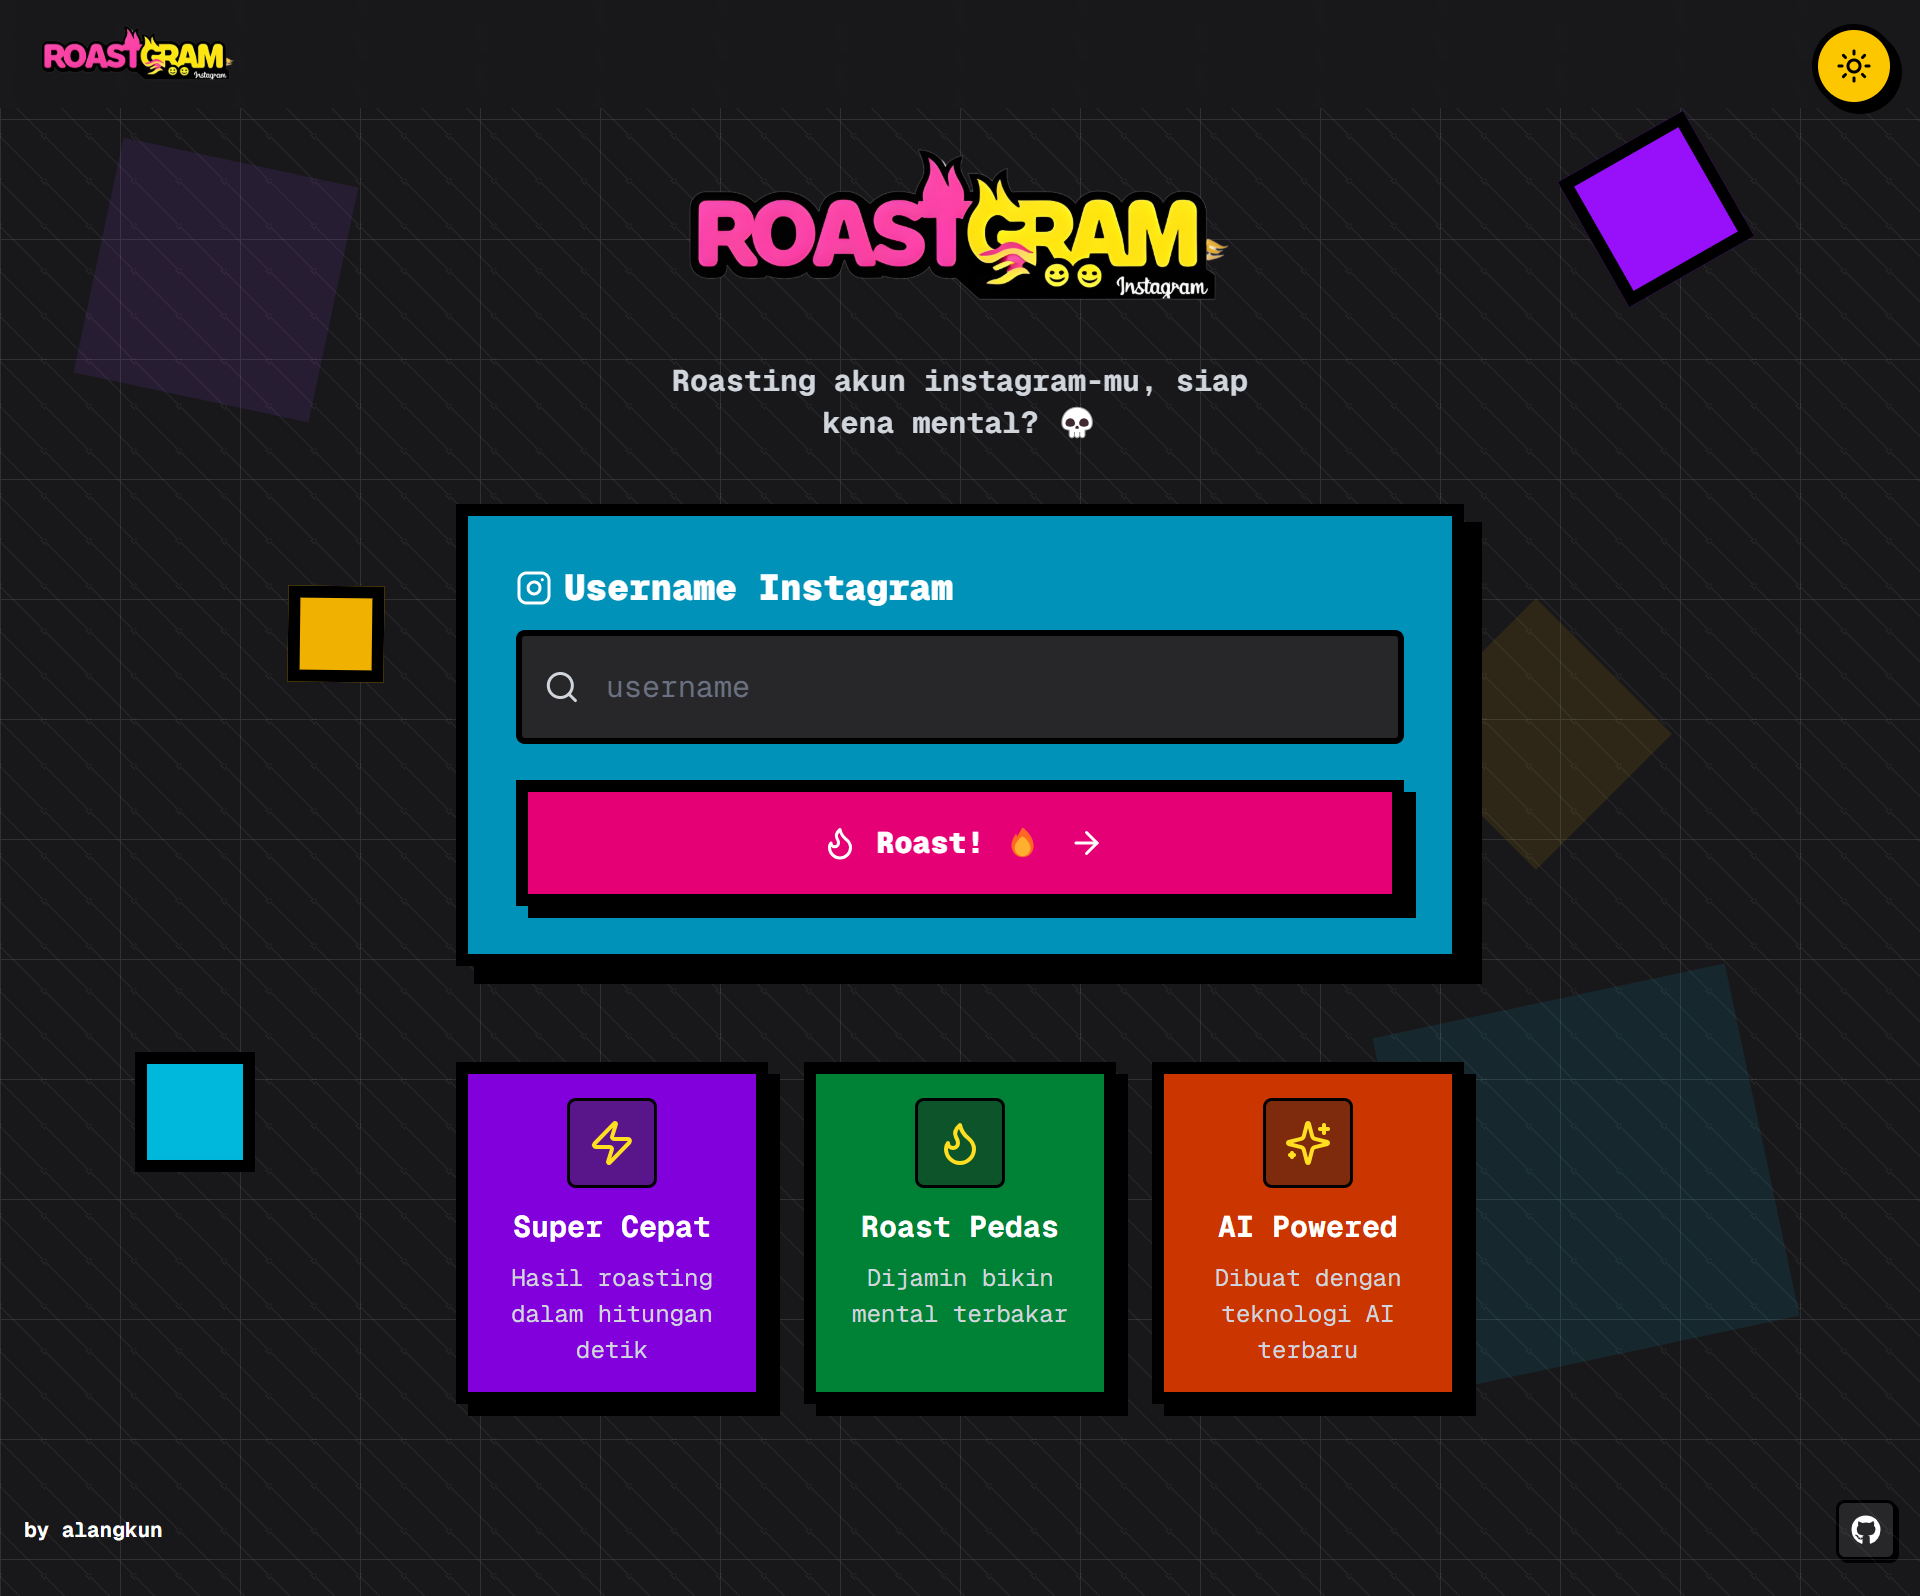 ROASTGRAM
Instagram
ROASTGRAM
Instagram
Roasting akun instagram-mu, siap
kena mental? 💀
Username Instagram
username
Roast! 🔥
Super Cepat
Hasil roasting
dalam hitungan
detik
Roast Pedas
Dijamin bikin
mental terbakar
AI Powered
Dibuat dengan
teknologi AI
terbaru
by alangkun